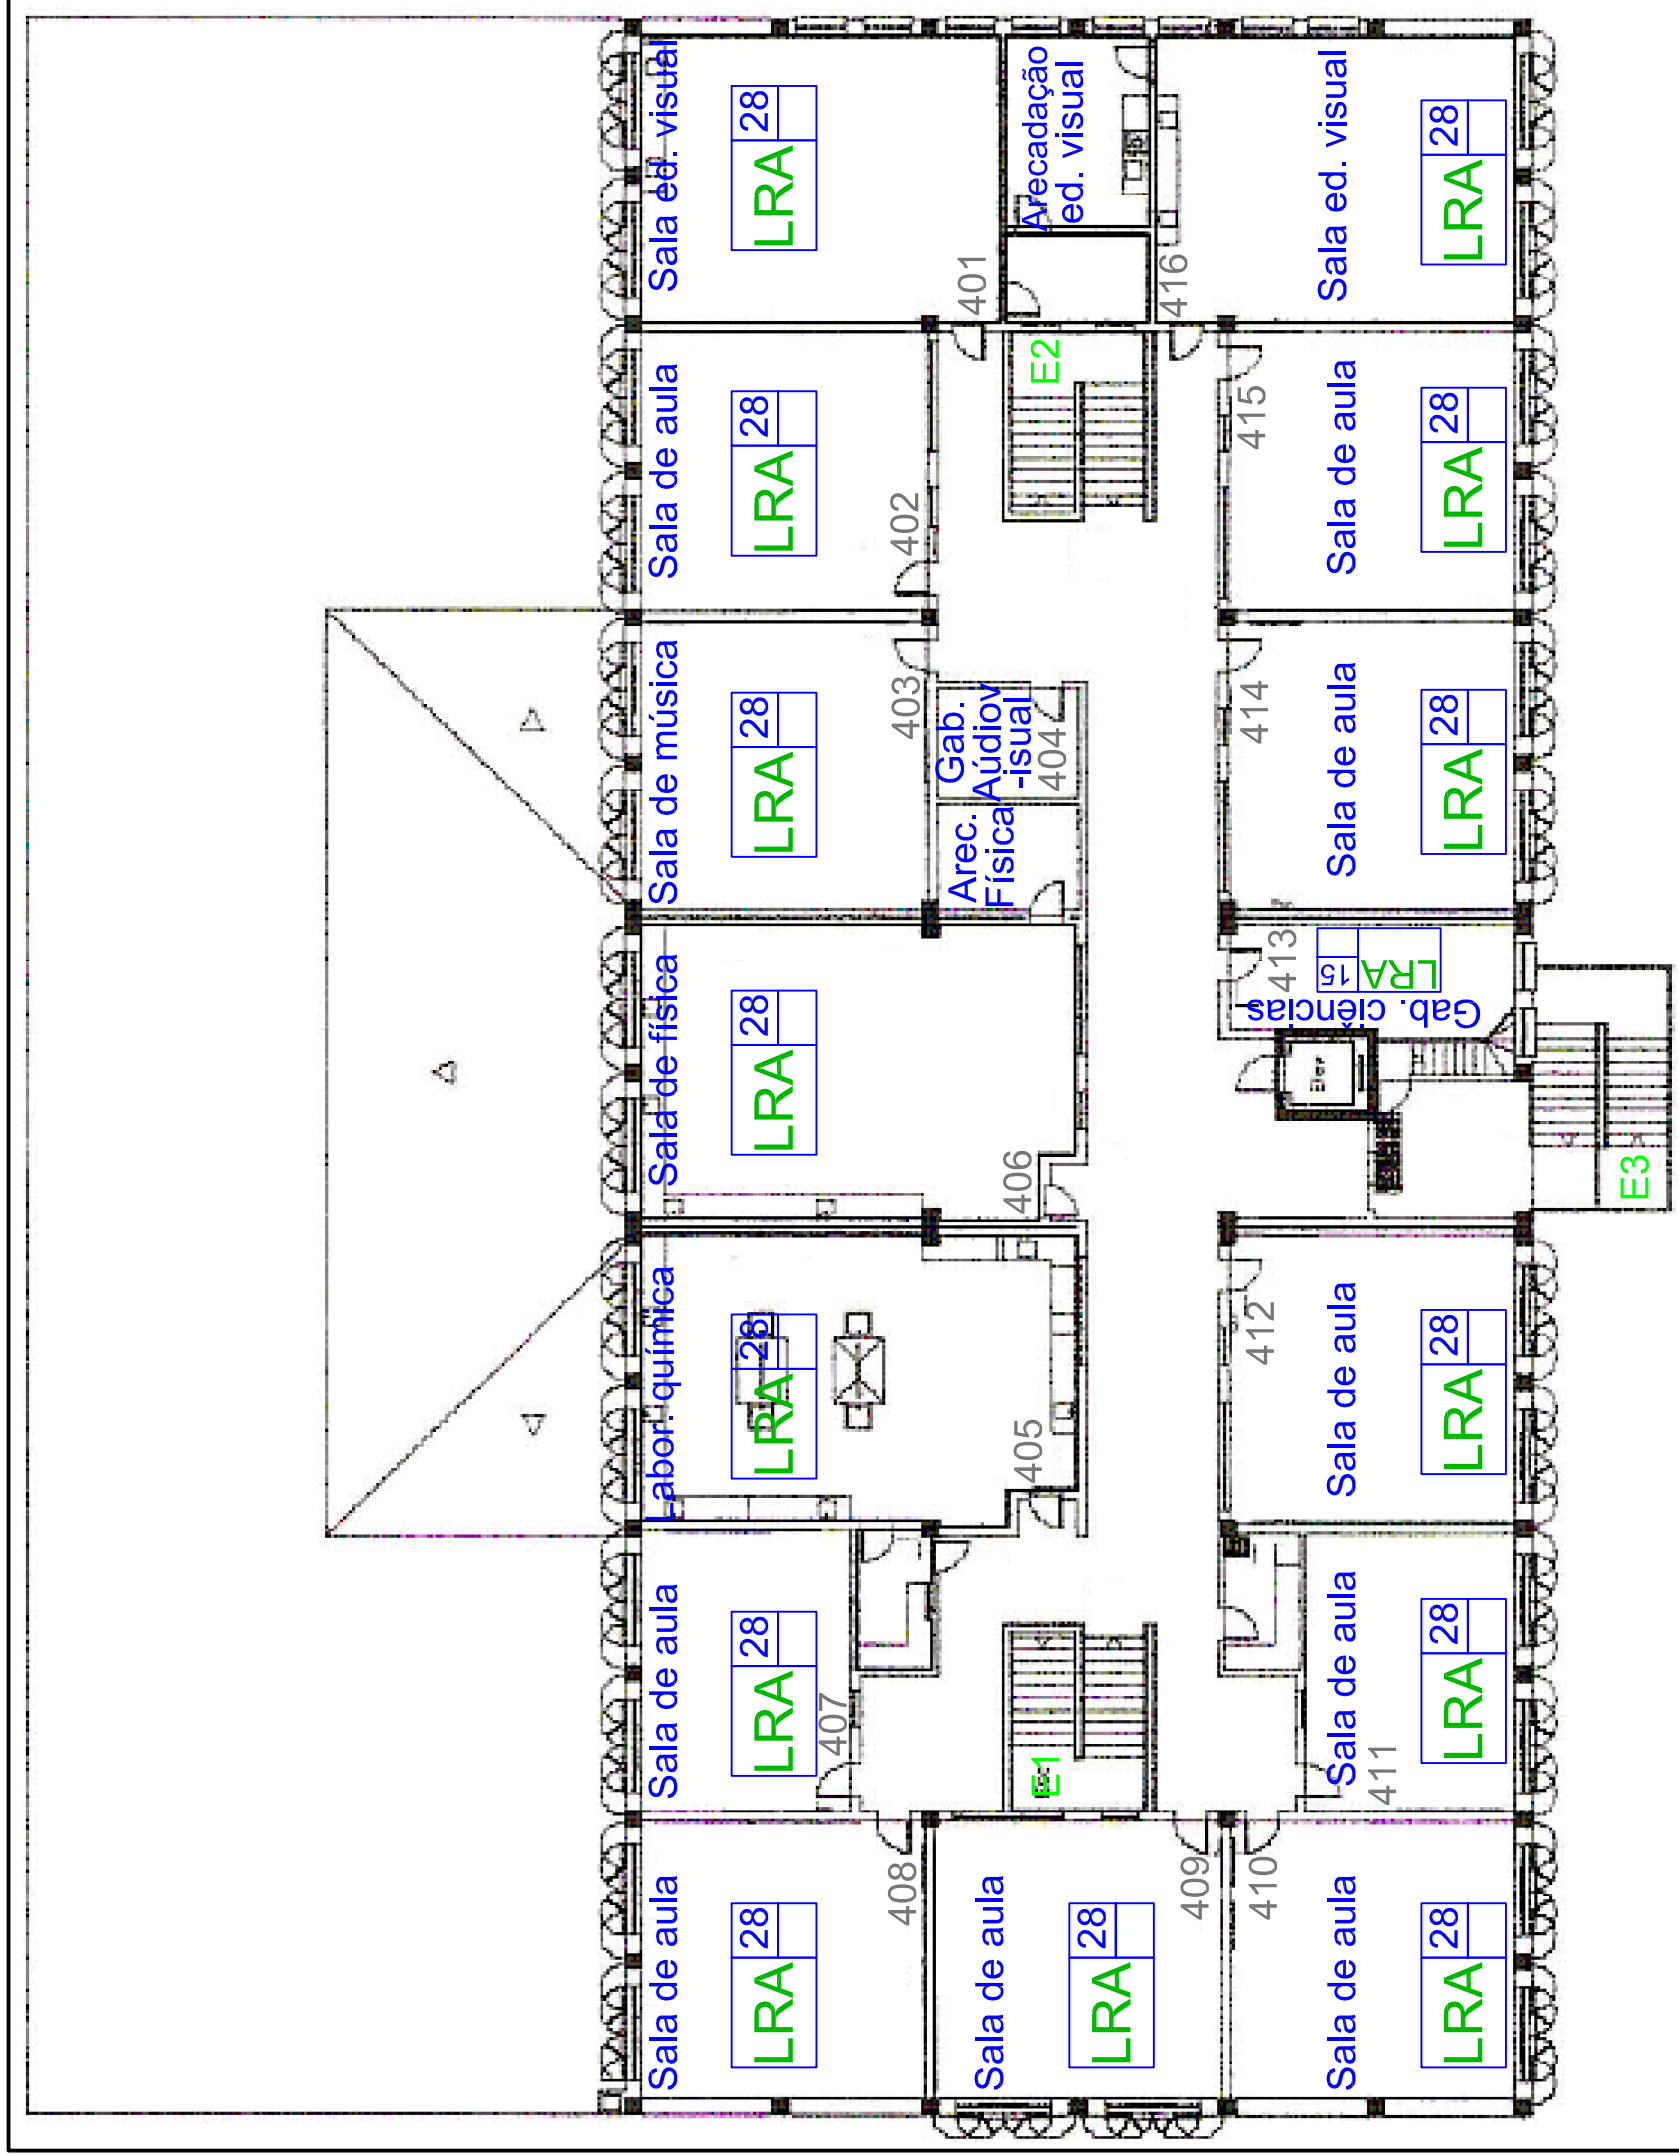 Sala ed. visual
28
LRA
401
Arecadação
ed. visual
Sala ed. visual
28
LRA
416
Sala de aula
28
LRA
402
E2
Sala de aula
28
LRA
415
Sala de música
28
LRA
403
Gab.
Aúdiov
-isual
404
Arec.
Física
Sala de aula
28
LRA
414
Sala de física
28
LRA
406
Gab. ciências
15
LRA
413
E3
Labor. química
28
LRA
405
Sala de aula
28
LRA
412
Sala de aula
28
LRA
407
E1
Sala de aula
28
LRA
411
Sala de aula
28
LRA
408
Sala de aula
28
LRA
409
Sala de aula
28
LRA
410